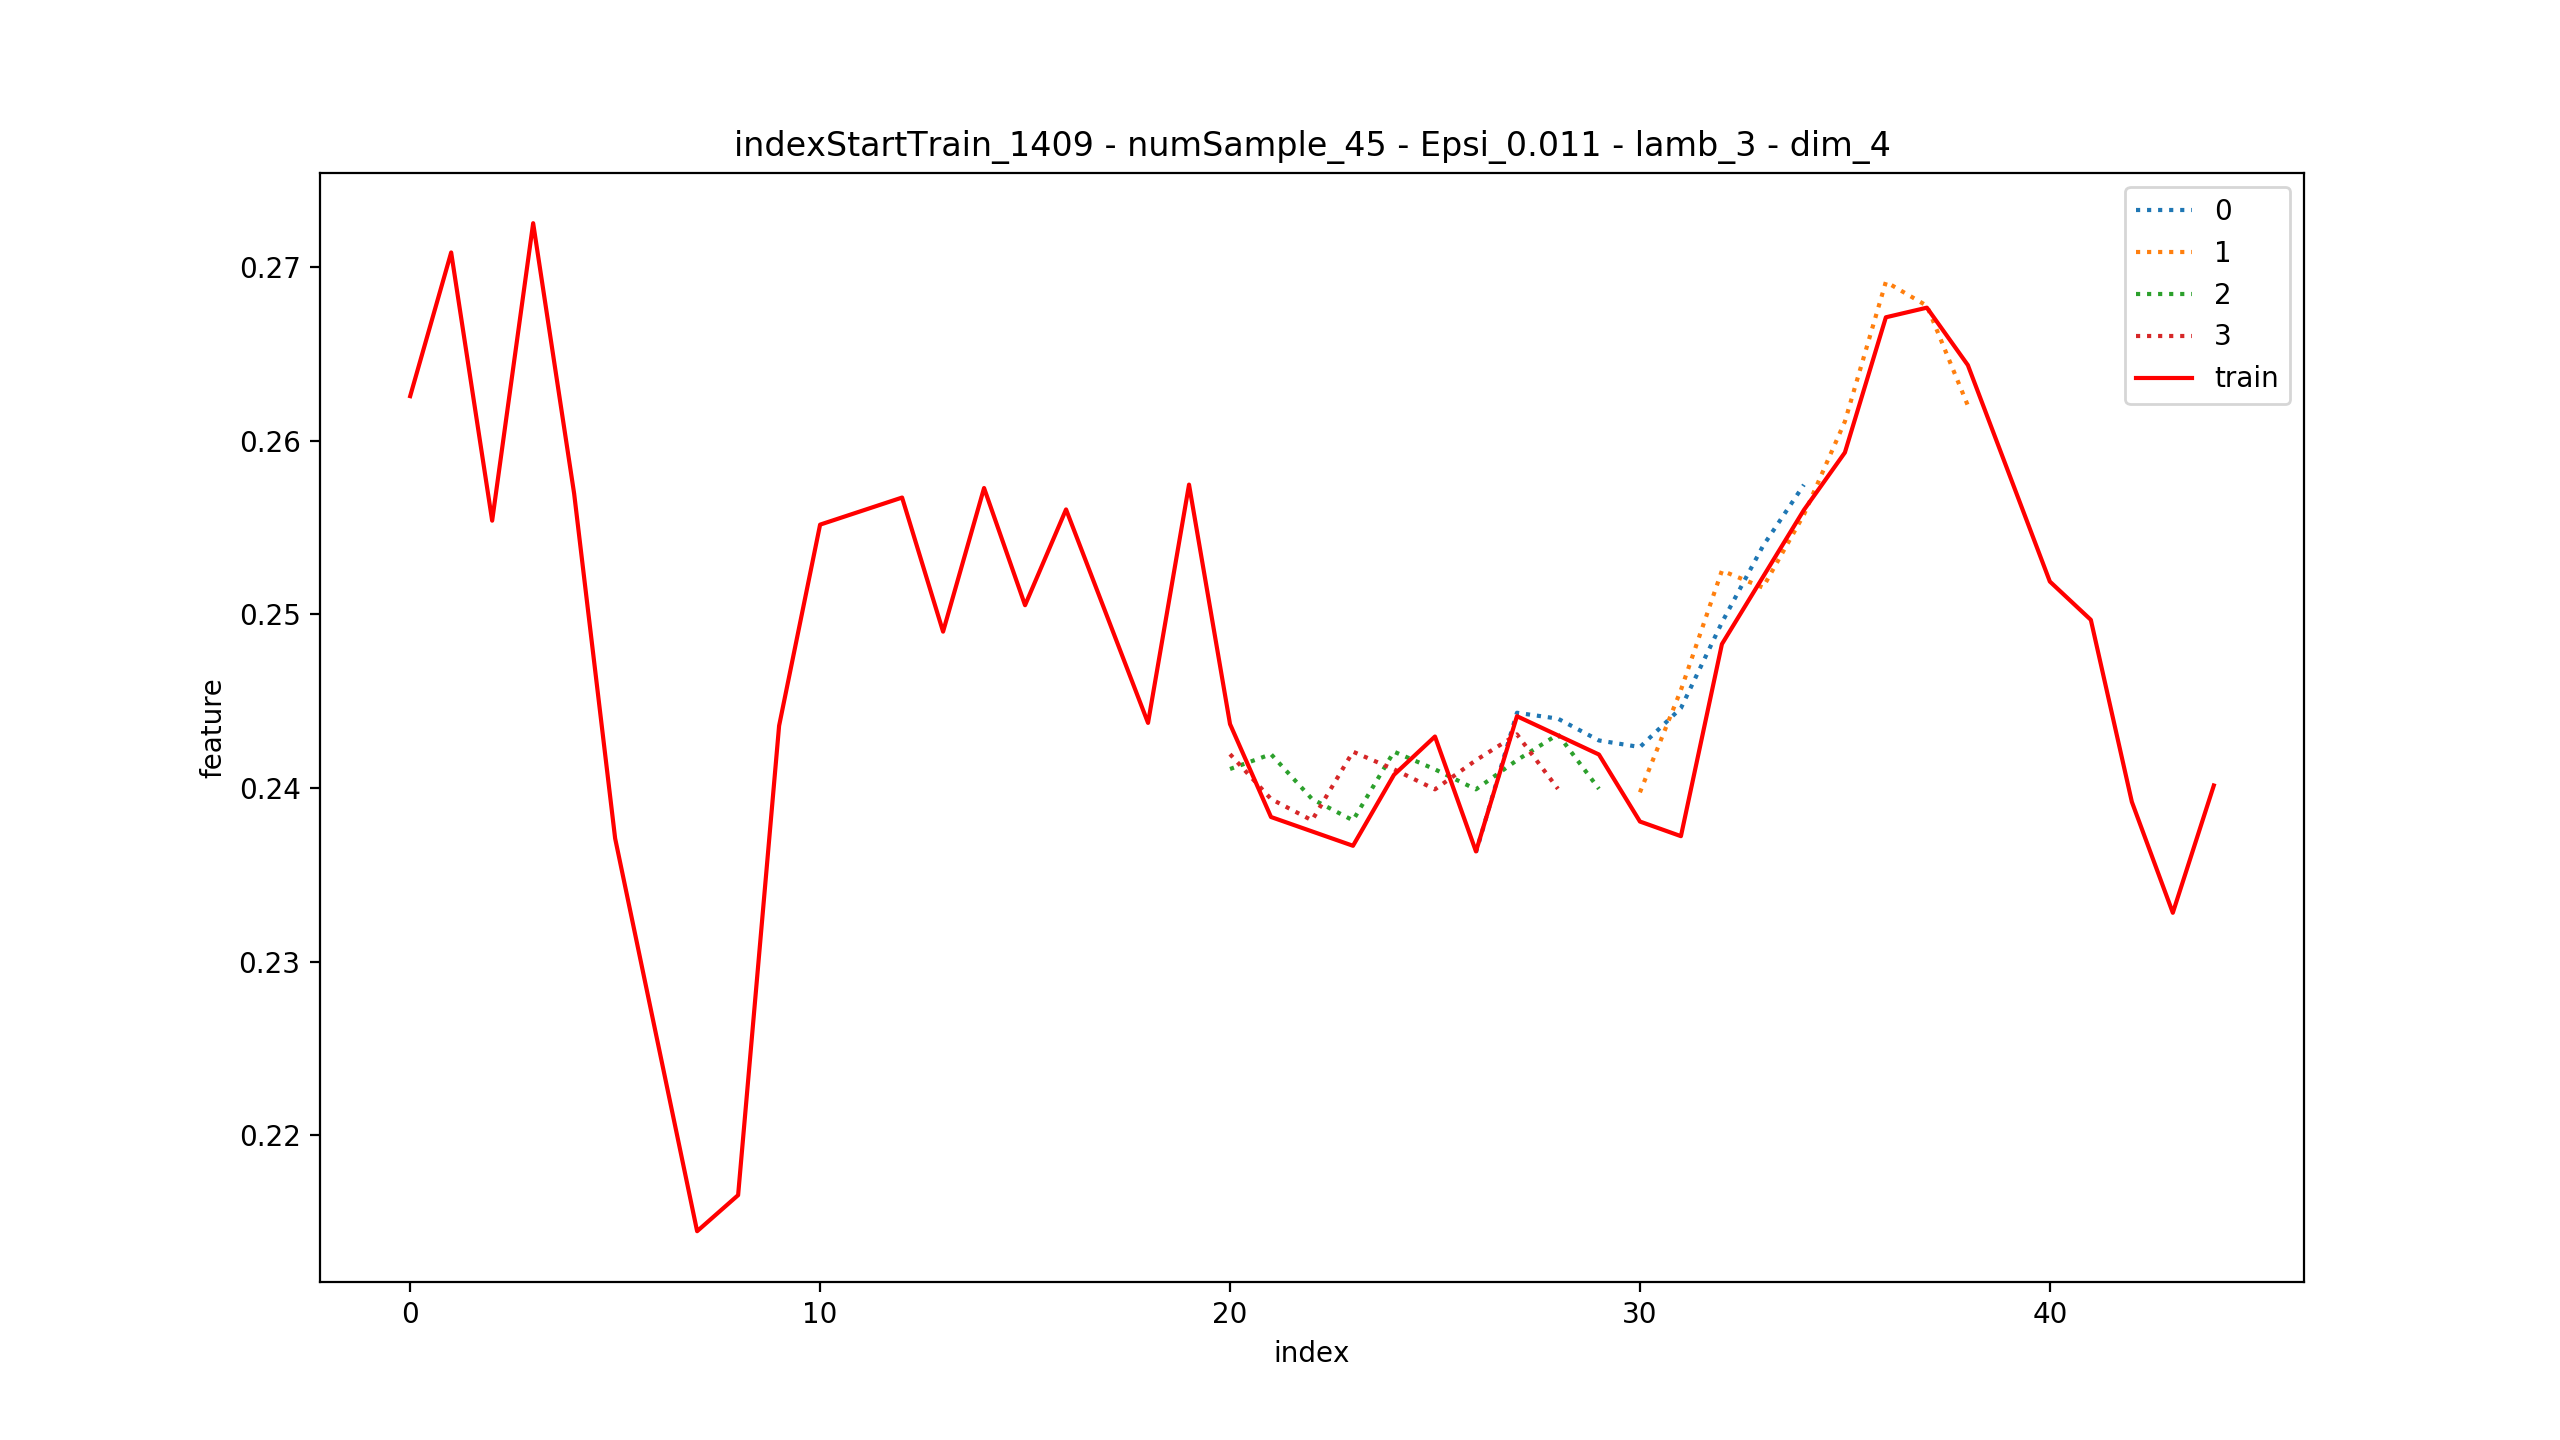 indexStartTrain_1409 - numSample_45 - Epsi_0.011 - lamb_3 - dim_4
0
1
2
3
train
0.27
0.26
0.25
0.24
0.23
0.22
feature
0 10 20 30 40
index